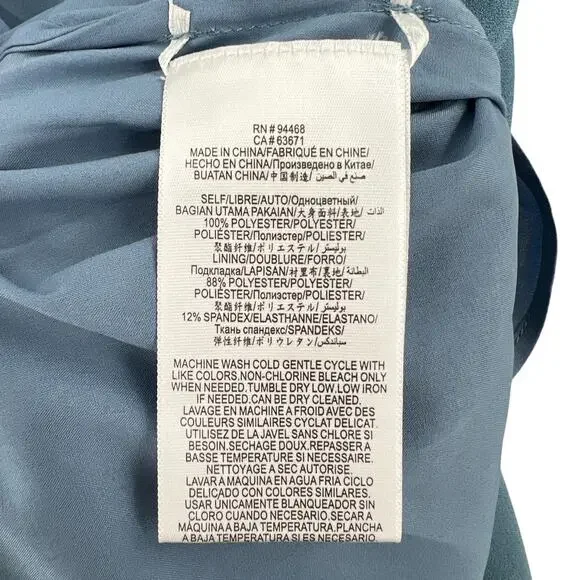 RN # 94468
CA # 63671
MADE IN CHINA/FABRIQUÉ EN CHINE/
HECHO EN CHINA/Произведено в Китае/
BUATAN CHINA/中国制造/ صنع في الصين
SELF/LIBRE/AUTO/Одноцветный/
BAGIAN UTAMA PAKAIAN/大身面料/表地/ الذات
100% POLYESTER/POLYESTER/
POLIÉSTER/Полиэстер/POLIESTER/
聚酯纤维/ポリエステル/ بوليستر
LINING/DOUBLURE/FORRO/
Подкладка/LAPISAN/衬里布/裏地/ البطانة
88% POLYESTER/POLYESTER/
POLIÉSTER/Полиэстер/POLIESTER/
聚酯纤维/ポリエステル/ بوليستر
12% SPANDEX/ELASTHANNE/ELASTANO/
Ткань спандекс/SPANDEKS/
弹性纤维/ポリウレタン/ سباندكس
MACHINE WASH COLD GENTLE CYCLE WITH
LIKE COLORS,NON-CHLORINE BLEACH ONLY
WHEN NEEDED.TUMBLE DRY LOW,LOW IRON
IF NEEDED.CAN BE DRY CLEANED.
LAVAGE EN MACHINE A FROID AVEC DES
COULEURS SIMILAIRES CYCLAT DELICAT.
UTILISEZ DE LA JAVEL SANS CHLORE SI
BESOIN,SECHAGE DOUX.REPASSER A
BASSE TEMPERATURE SI NECESSAIRE.
NETTOYAGE A SEC AUTORISE.
LAVAR A MAQUINA EN AGUA FRIA CICLO
DELICADO CON COLORES SIMILARES.
USAR UNICAMENTE BLANQUEADOR SIN
CLORO CUANDO NECESARIO.SECAR A
MAQUINA A BAJA TEMPERATURA.PLANCHA
A BAJA TEMPERATURA SI ES NECESARIO.